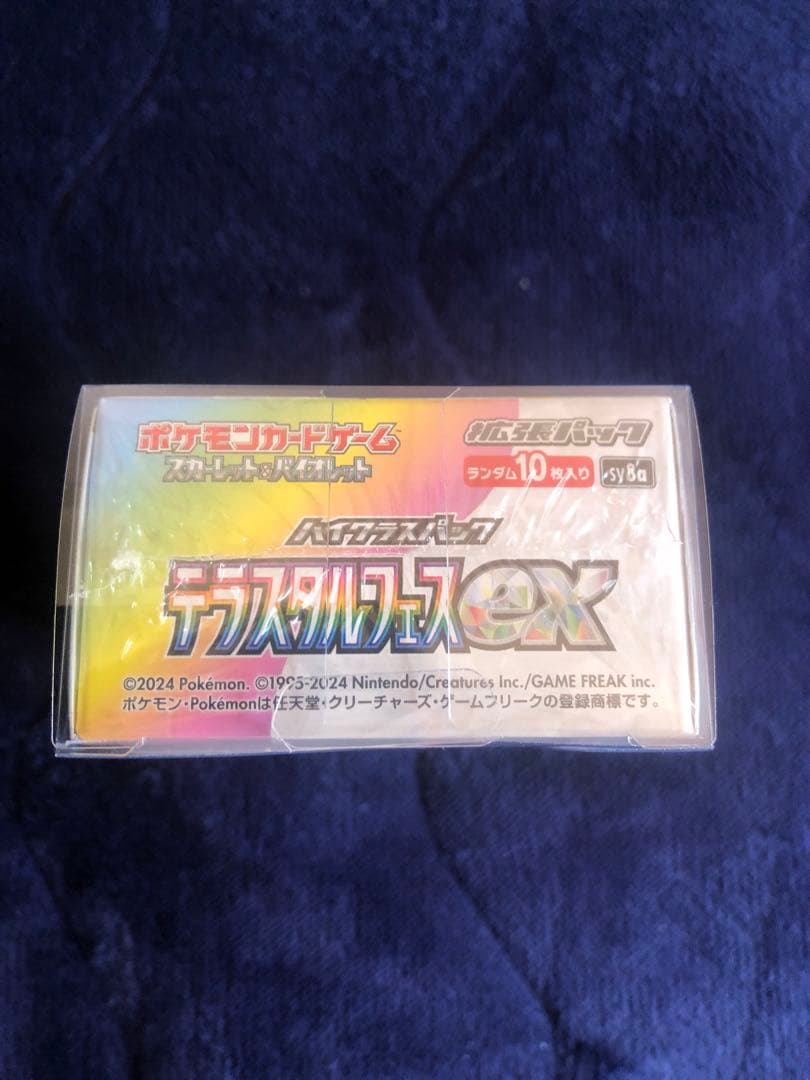 ポケモンカードゲーム
スカーレット&バイオレット
拡張パック
ランダム10枚入り sv8a
ハイクラスパック
テラスタルフェスex
©2024 Pokémon. ©1995-2024 Nintendo/Creatures Inc./GAME FREAK inc.
ポケモン・Pokémonは任天堂・クリーチャーズ・ゲームフリークの登録商標です。